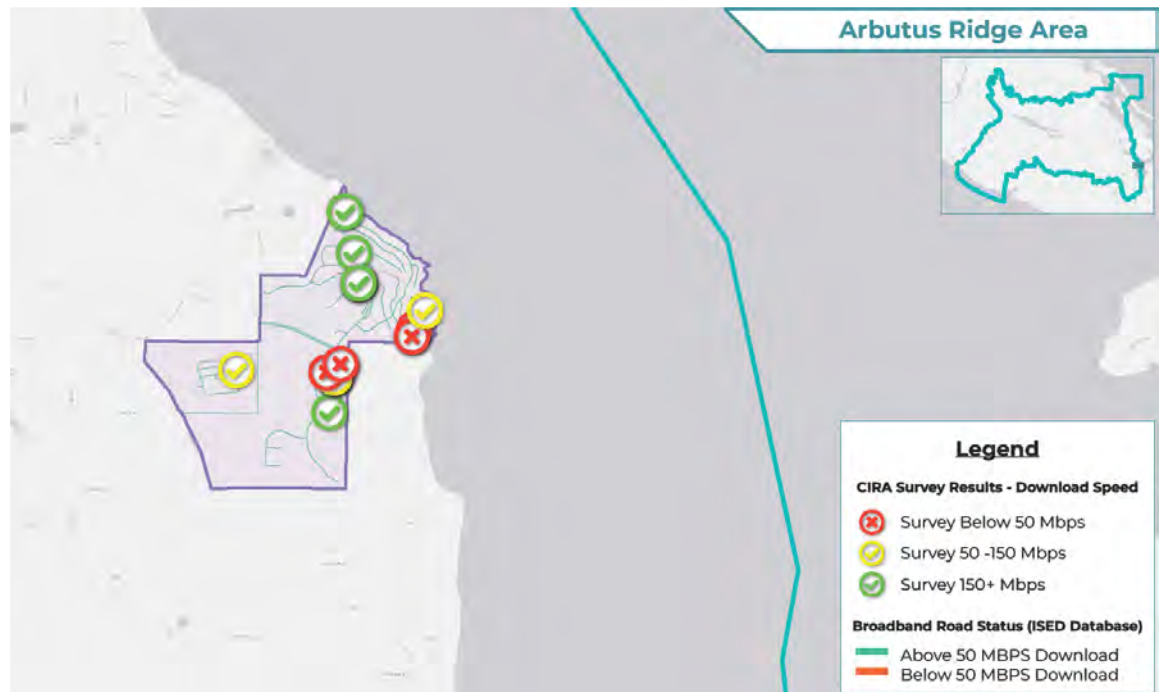 Arbutus Ridge Area
Legend
CIRA Survey Results - Download Speed
Survey Below 50 Mbps
Survey 50 -150 Mbps
Survey 150+ Mbps
Broadband Road Status (ISED Database)
Above 50 MBPS Download
Below 50 MBPS Download